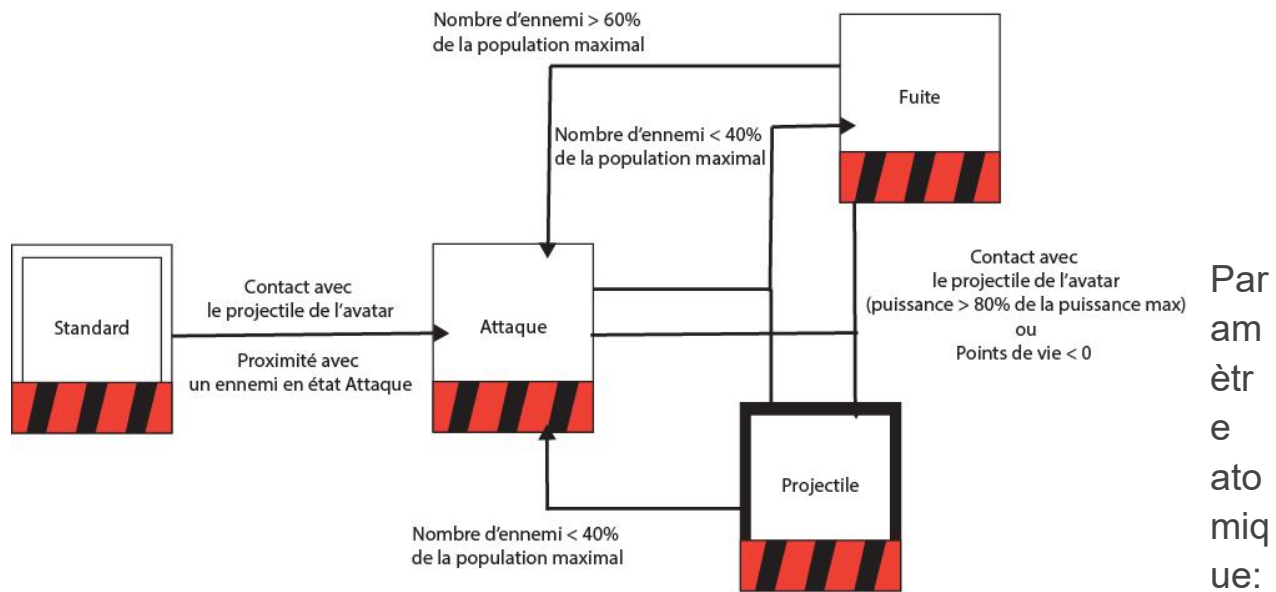 Nombre d'ennemi > 60%
de la population maximal
Fuite
Nombre d'ennemi < 40%
de la population maximal
Contact avec
le projectile de l'avatar
Proximité avec
un ennemi en état Attaque
Standard
Attaque
Contact avec
le projectile de l'avatar
(puissance > 80% de la puissance max)
ou
Points de vie < 0
Projectile
Nombre d'ennemi < 40%
de la population maximal
Par
am
ètr
e
ato
miq
ue: